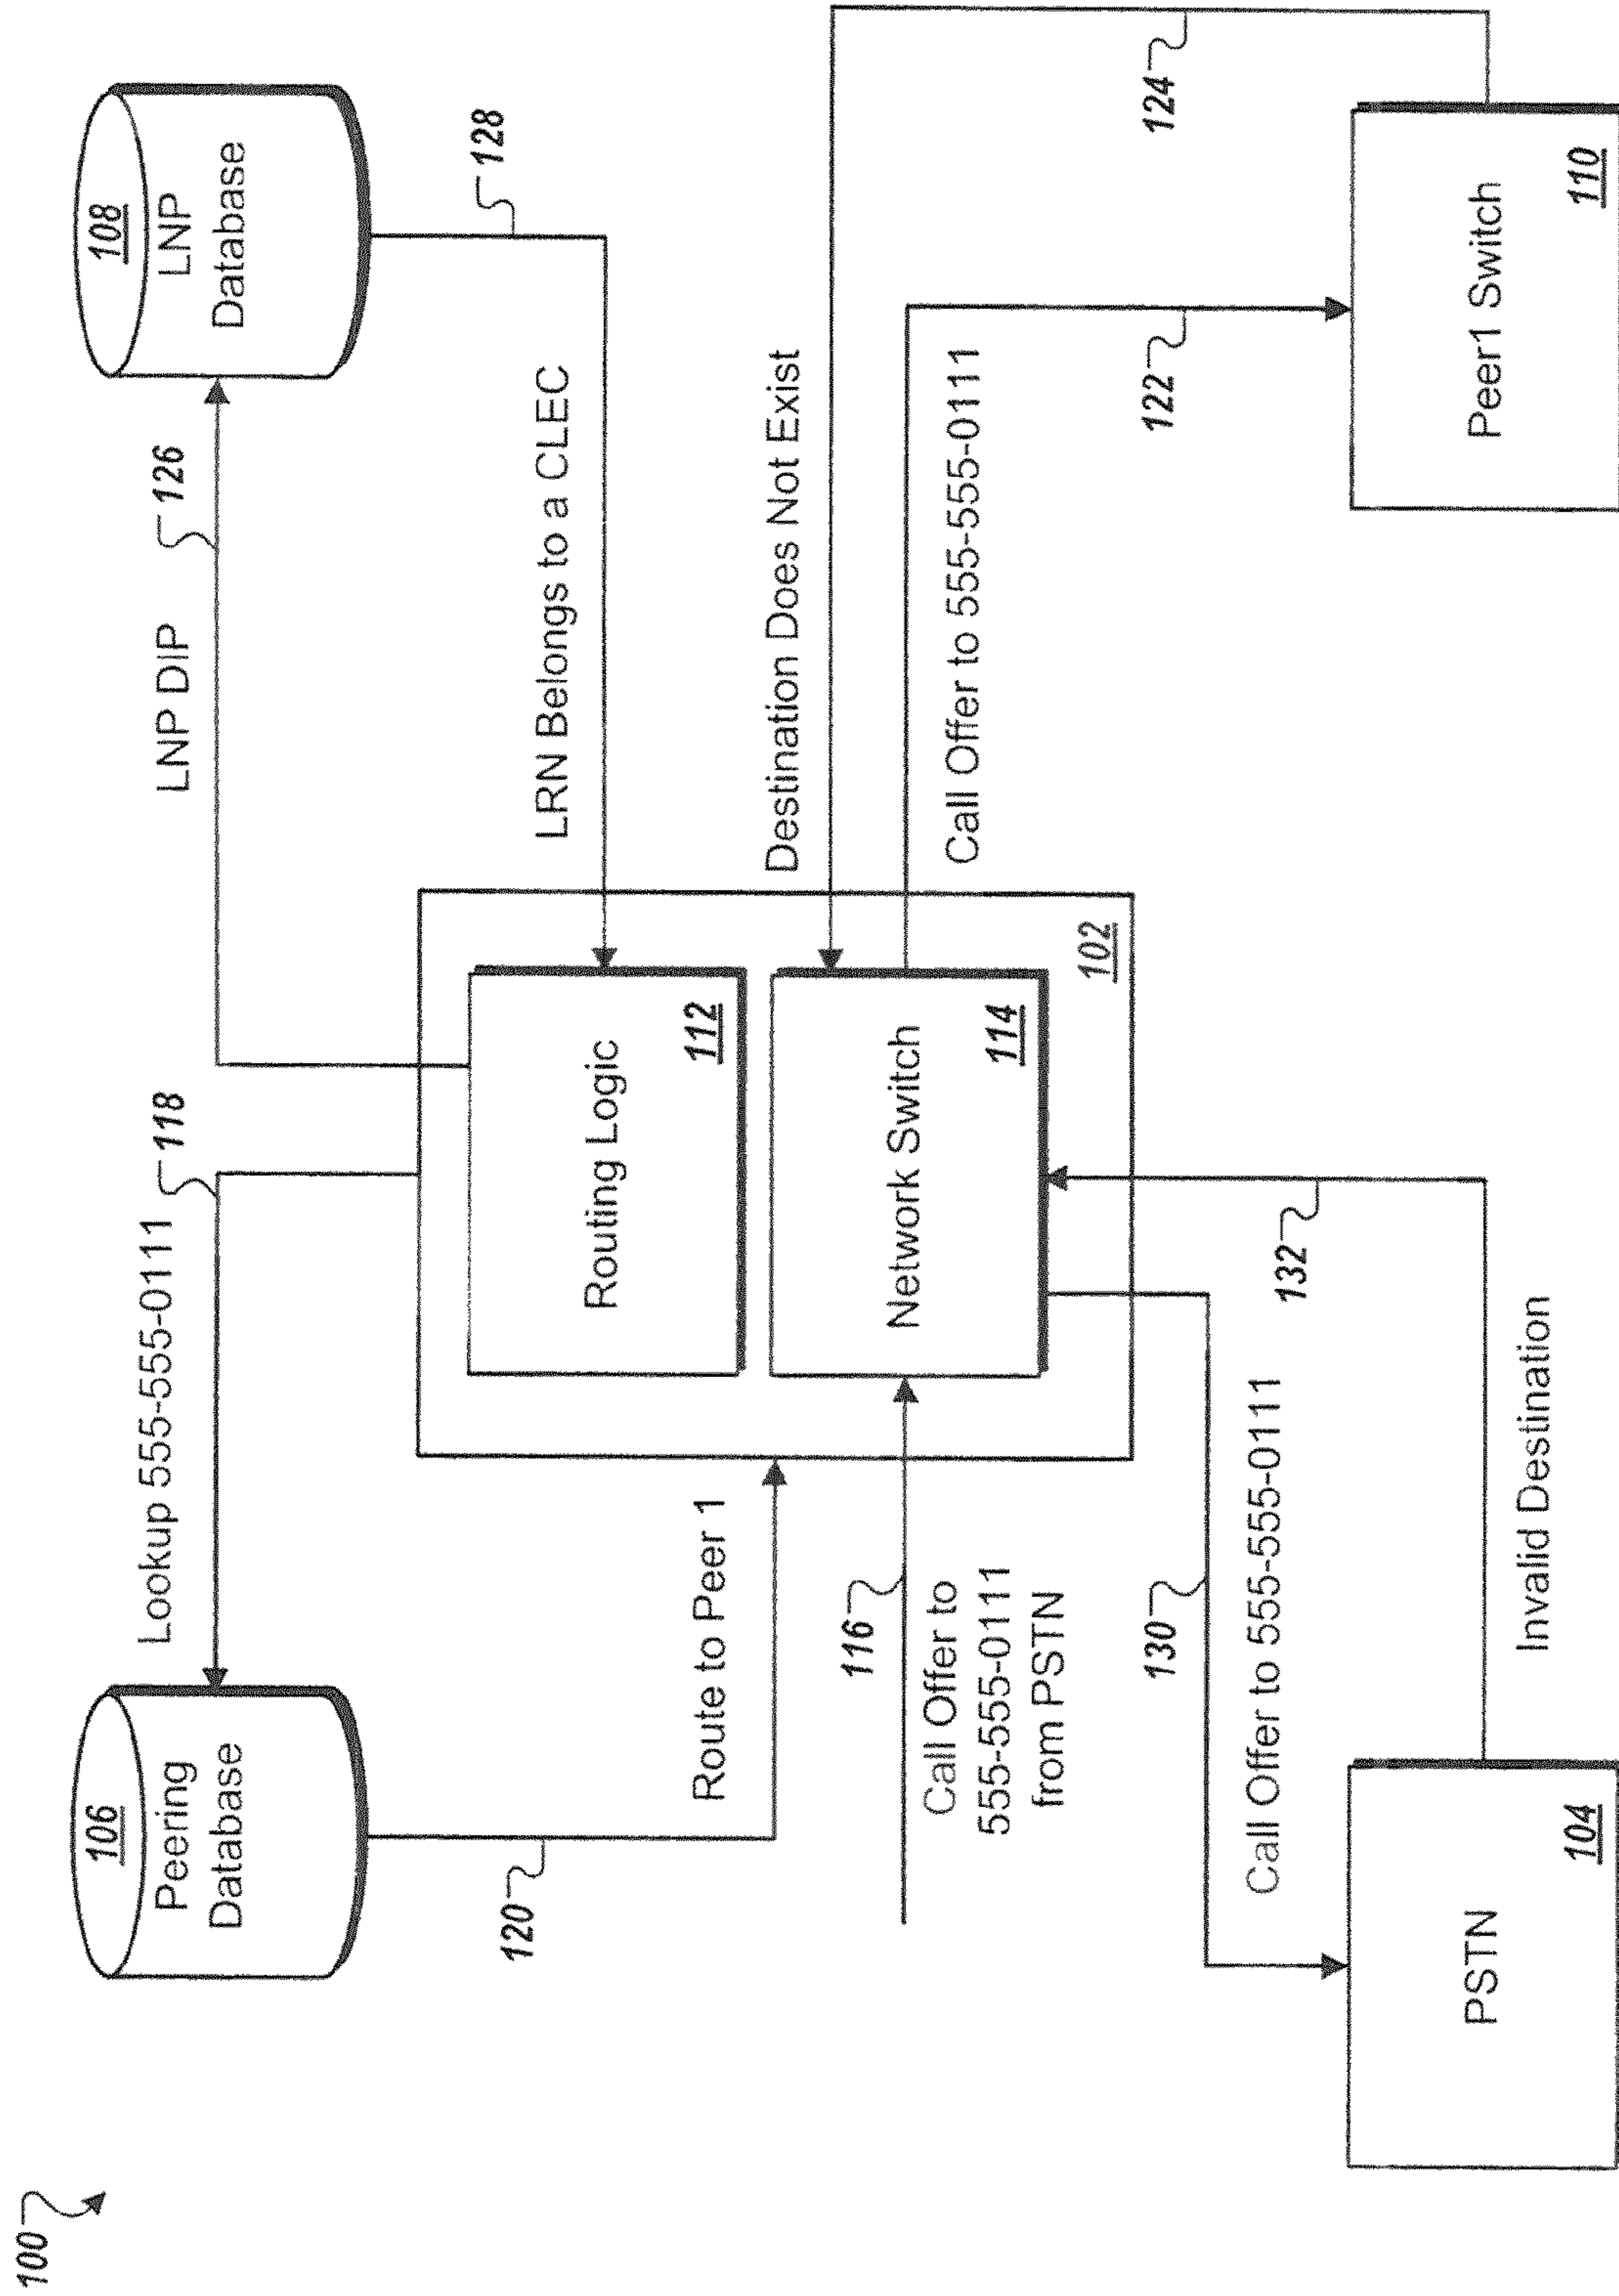 100
106
Peering
Database
Lookup 555-555-0111
118
LNP DIP
126
108
LNP
Database
120
Route to Peer 1
LRN Belongs to a CLEC
128
Routing Logic
112
116
Call Offer to
555-555-0111
from PSTN
Network Switch
114
102
Destination Does Not Exist
Call Offer to 555-555-0111
122
124
130
Call Offer to 555-555-0111
132
Invalid Destination
PSTN
104
Peer1 Switch
110